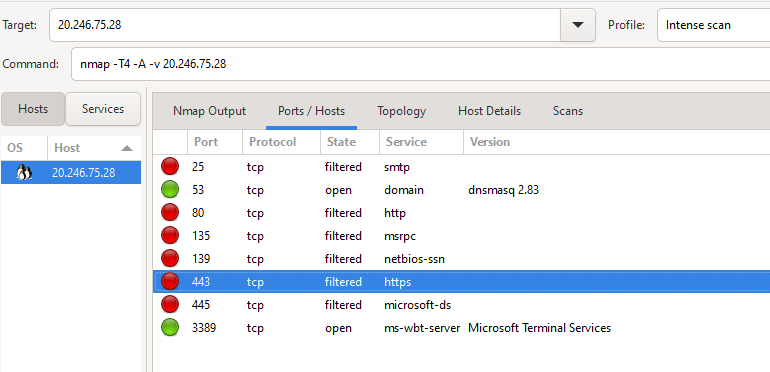 Target: 20.246.75.28 Profile: Intense scan
Command: nmap -T4 -A -v 20.246.75.28
Hosts Services Nmap Output Ports / Hosts Topology Host Details Scans
OS Host Port Protocol State Service Version
20.246.75.28 25 tcp filtered smtp
53 tcp open domain dnsmasq 2.83
80 tcp filtered http
135 tcp filtered msrpc
139 tcp filtered netbios-ssn
443 tcp filtered https
445 tcp filtered microsoft-ds
3389 tcp open ms-wbt-server Microsoft Terminal Services